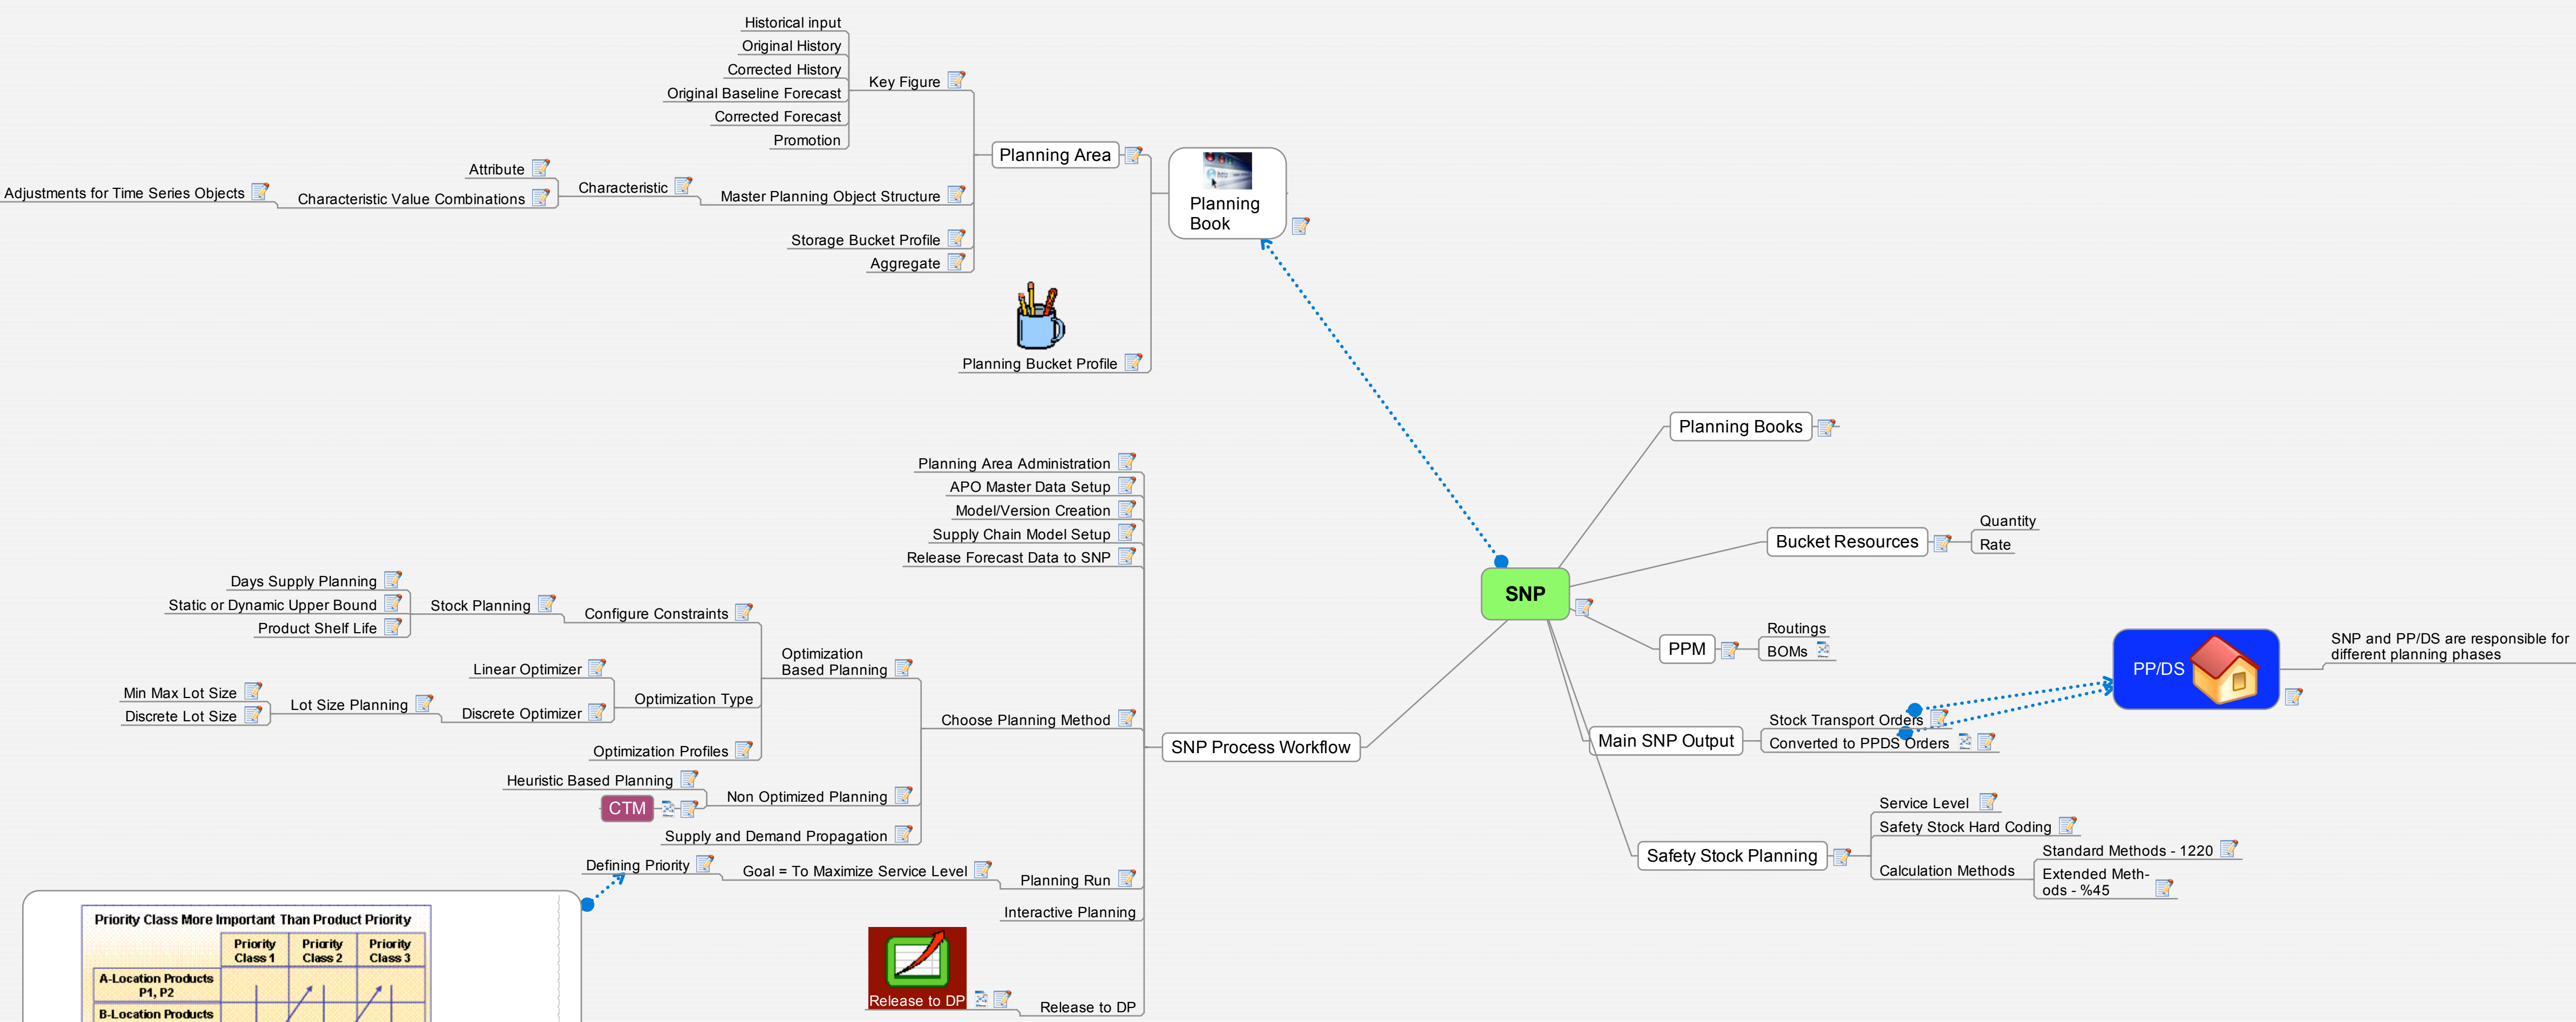 Historical input
Original History
Corrected History
Original Baseline Forecast
Corrected Forecast
Promotion
Key Figure
Planning Area
Attribute
Adjustments for Time Series Objects
Characteristic Value Combinations
Characteristic
Master Planning Object Structure
Storage Bucket Profile
Aggregate
Planning
Book
Planning Bucket Profile
Planning Area Administration
APO Master Data Setup
Model/Version Creation
Supply Chain Model Setup
Release Forecast Data to SNP
Days Supply Planning
Static or Dynamic Upper Bound
Product Shelf Life
Stock Planning
Configure Constraints
Linear Optimizer
Min Max Lot Size
Discrete Lot Size
Lot Size Planning
Discrete Optimizer
Optimization Type
Optimization Profiles
Optimization
Based Planning
Heuristic Based Planning
CTM
Non Optimized Planning
Supply and Demand Propagation
Choose Planning Method
SNP Process Workflow
Defining Priority
Goal = To Maximize Service Level
Planning Run
Interactive Planning
Release to DP
Release to DP
Priority Class More Important Than Product Priority
Priority
Class 1
Priority
Class 2
Priority
Class 3
A-Location Products
P1, P2
B-Location Products
SNP
Planning Books
Bucket Resources
Quantity
Rate
PPM
Routings
BOMs
Main SNP Output
Stock Transport Orders
Converted to PPDS Orders
PP/DS
SNP and PP/DS are responsible for
different planning phases
Safety Stock Planning
Service Level
Safety Stock Hard Coding
Calculation Methods
Standard Methods - 1220
Extended Meth-
ods - %45